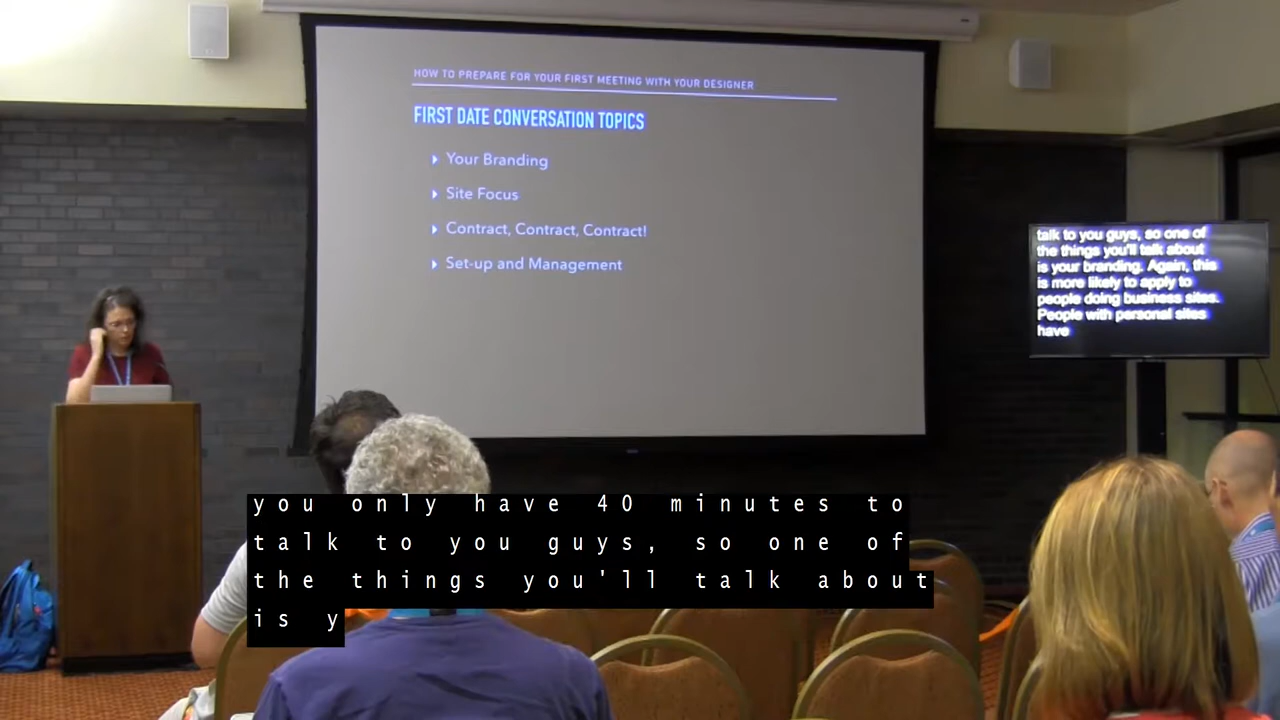 HOW TO PREPARE FOR YOUR FIRST MEETING WITH YOUR DESIGNER
FIRST DATE CONVERSATION TOPICS
Your Branding
Site Focus
Contract, Contract, Contract!
Set-up and Management
talk to you guys, so one of
the things you'll talk about
is your branding. Again, this
is more likely to apply to
people doing business sites.
People with personal sites
have
you only have 40 minutes to
talk to you guys, so one of
the things you'll talk about
is y